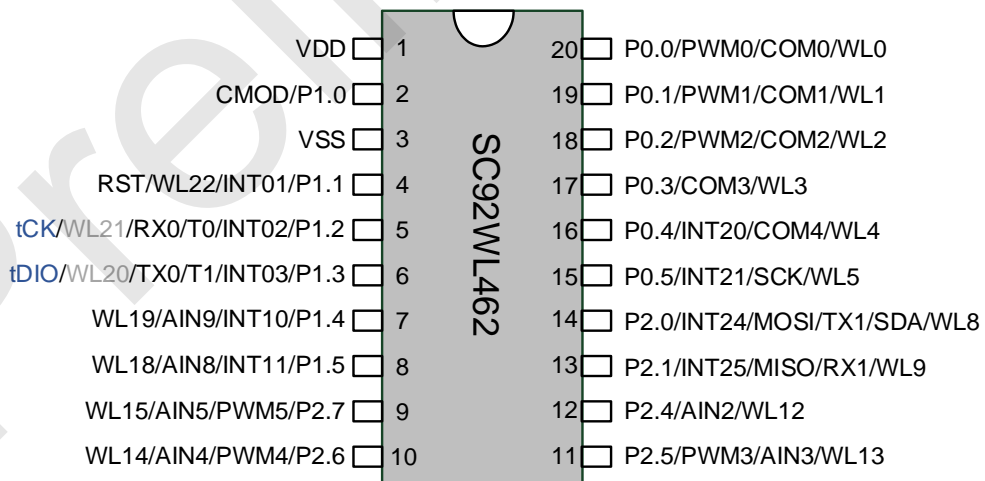 VDD 1 20 P0.0/PWM0/COM0/WL0
CMOD/P1.0 2 19 P0.1/PWM1/COM1/WL1
VSS 3 18 P0.2/PWM2/COM2/WL2
RST/WL22/INT01/P1.1 4 17 P0.3/COM3/WL3
tCK/WL21/RX0/T0/INT02/P1.2 5 16 P0.4/INT20/COM4/WL4
tDIO/WL20/TX0/T1/INT03/P1.3 6 15 P0.5/INT21/SCK/WL5
WL19/AIN9/INT10/P1.4 7 14 P2.0/INT24/MOSI/TX1/SDA/WL8
WL18/AIN8/INT11/P1.5 8 13 P2.1/INT25/MISO/RX1/WL9
WL15/AIN5/PWM5/P2.7 9 12 P2.4/AIN2/WL12
WL14/AIN4/PWM4/P2.6 10 11 P2.5/PWM3/AIN3/WL13
SC92WL462